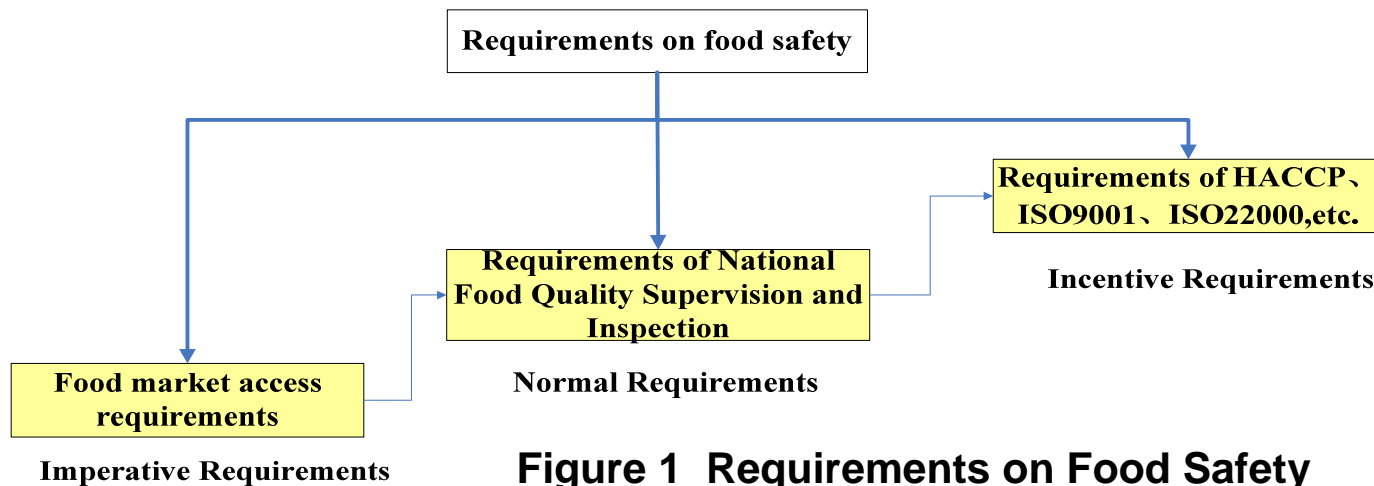 Requirements on food safety
Requirements of HACCP、
ISO9001、ISO22000,etc.
Incentive Requirements
Requirements of National
Food Quality Supervision and
Inspection
Normal Requirements
Food market access
requirements
Imperative Requirements
Figure 1 Requirements on Food Safety